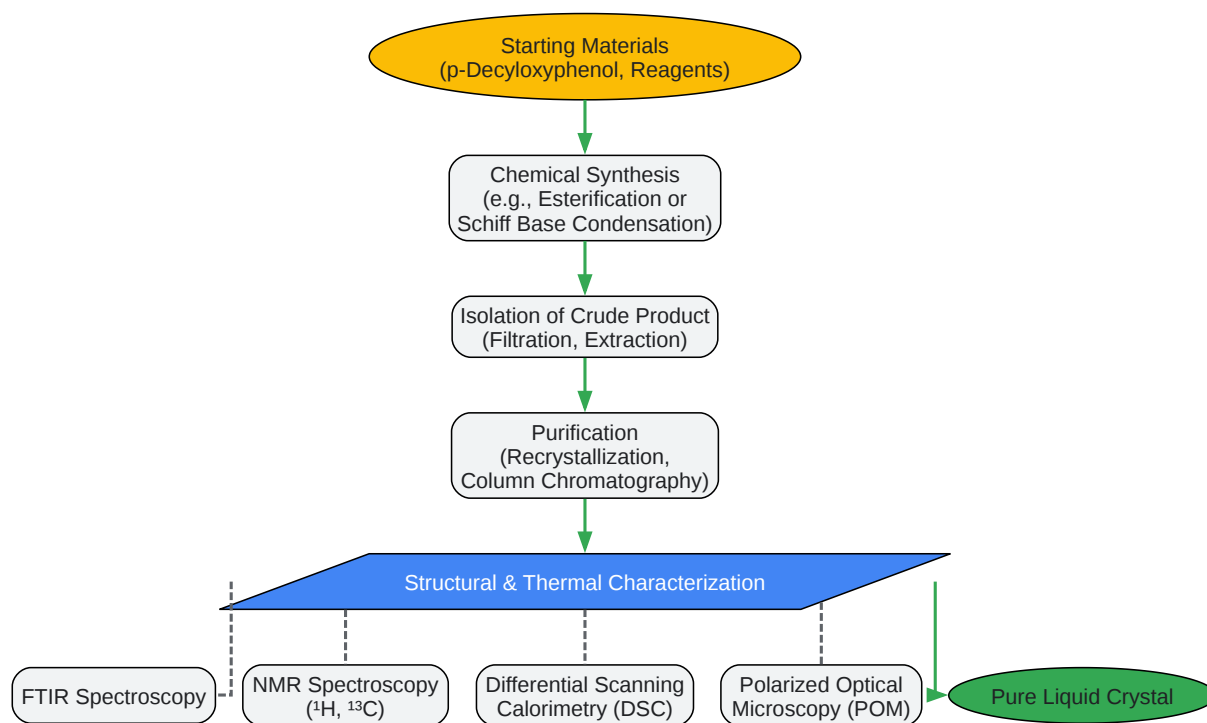 Starting Materials
(p-Decyloxyphenol, Reagents)
Chemical Synthesis
(e.g., Esterification or
Schiff Base Condensation)
Isolation of Crude Product
(Filtration, Extraction)
Purification
(Recrystallization,
Column Chromatography)
Structural & Thermal Characterization
FTIR Spectroscopy
NMR Spectroscopy
(¹H, ¹³C)
Differential Scanning
Calorimetry (DSC)
Polarized Optical
Microscopy (POM)
Pure Liquid Crystal